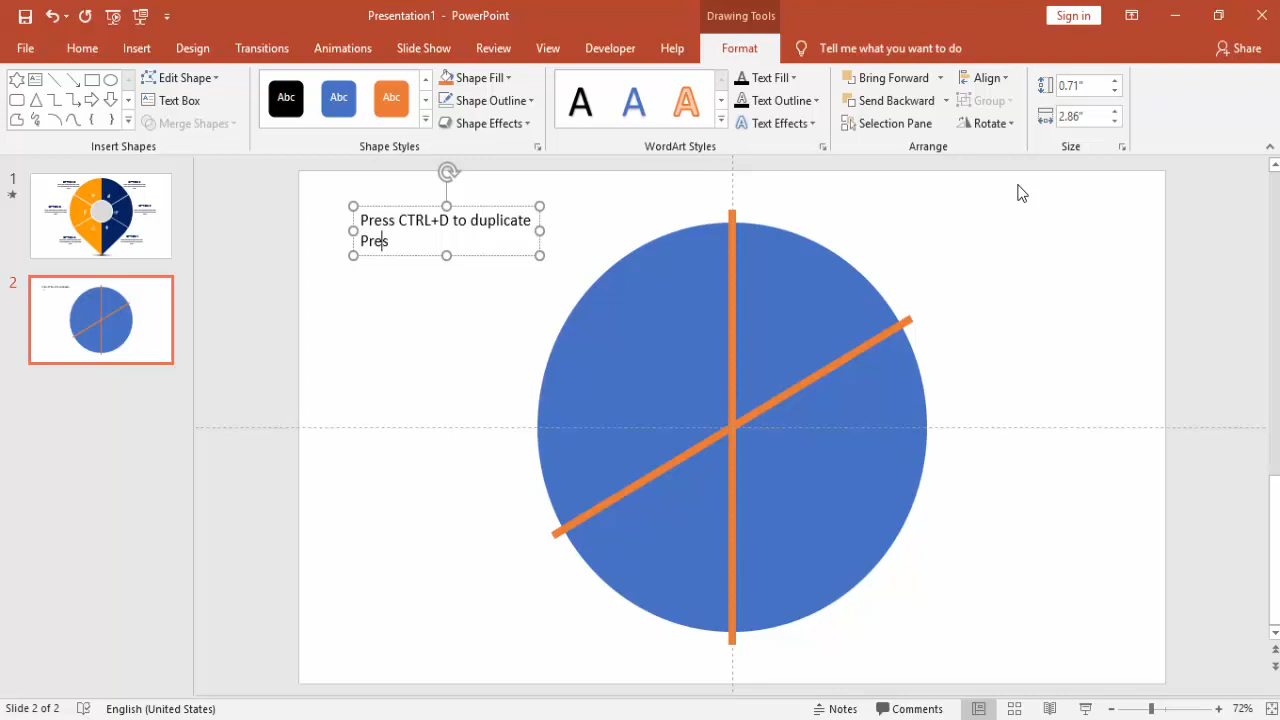 Presentation1 - PowerPoint
Drawing Tools
Sign in
File
Home
Insert
Design
Transitions
Animations
Slide Show
Review
View
Developer
Help
Format
Tell me what you want to do
Share
Edit Shape
Text Box
Merge Shapes
Insert Shapes
Abc
Abc
Abc
Shape Fill
Shape Outline
Shape Effects
Shape Styles
A
A
A
Text Fill
Text Outline
Text Effects
WordArt Styles
Bring Forward
Send Backward
Selection Pane
Align
Group
Rotate
Arrange
0.71"
2.86"
Size
1
2
Press CTRL+D to duplicate
Pres
Slide 2 of 2
English (United States)
Notes
Comments
72%